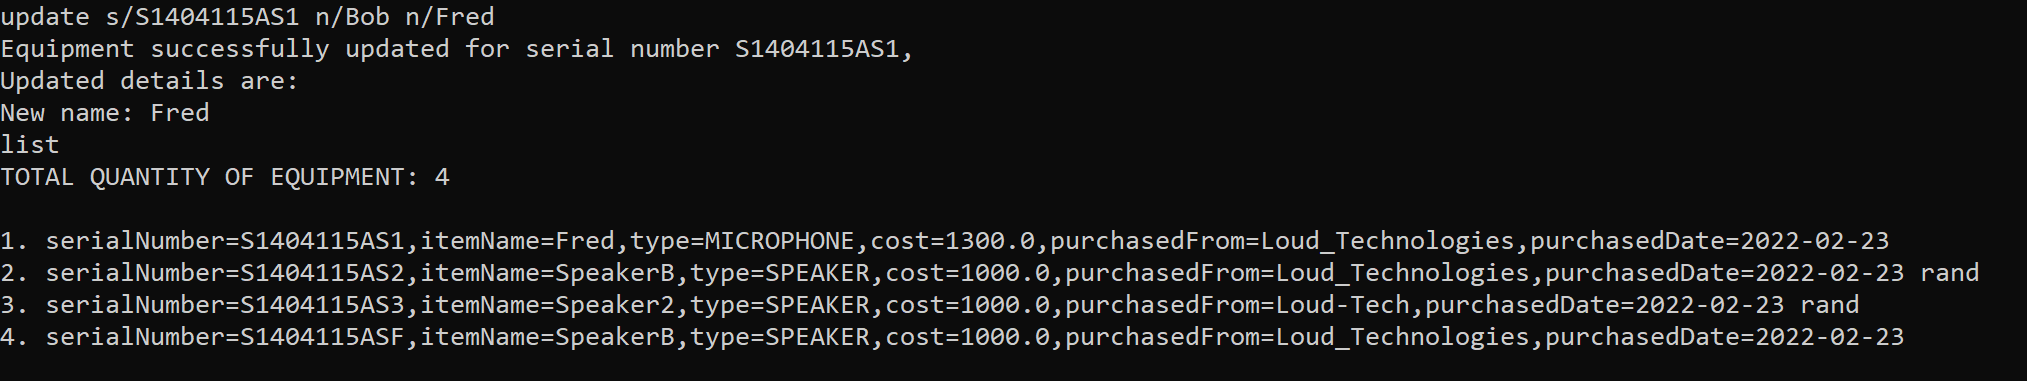 update s/S1404115AS1 n/Bob n/Fred
Equipment successfully updated for serial number S1404115AS1,
Updated details are:
New name: Fred
list
TOTAL QUANTITY OF EQUIPMENT: 4
1. serialNumber=S1404115AS1,itemName=Fred,type=MICROPHONE,cost=1300.0,purchasedFrom=Loud_Technologies,purchasedDate=2022-02-23
2. serialNumber=S1404115AS2,itemName=SpeakerB,type=SPEAKER,cost=1000.0,purchasedFrom=Loud_Technologies,purchasedDate=2022-02-23 rand
3. serialNumber=S1404115AS3,itemName=Speaker2,type=SPEAKER,cost=1000.0,purchasedFrom=Loud-Tech,purchasedDate=2022-02-23 rand
4. serialNumber=S1404115ASF,itemName=SpeakerB,type=SPEAKER,cost=1000.0,purchasedFrom=Loud_Technologies,purchasedDate=2022-02-23